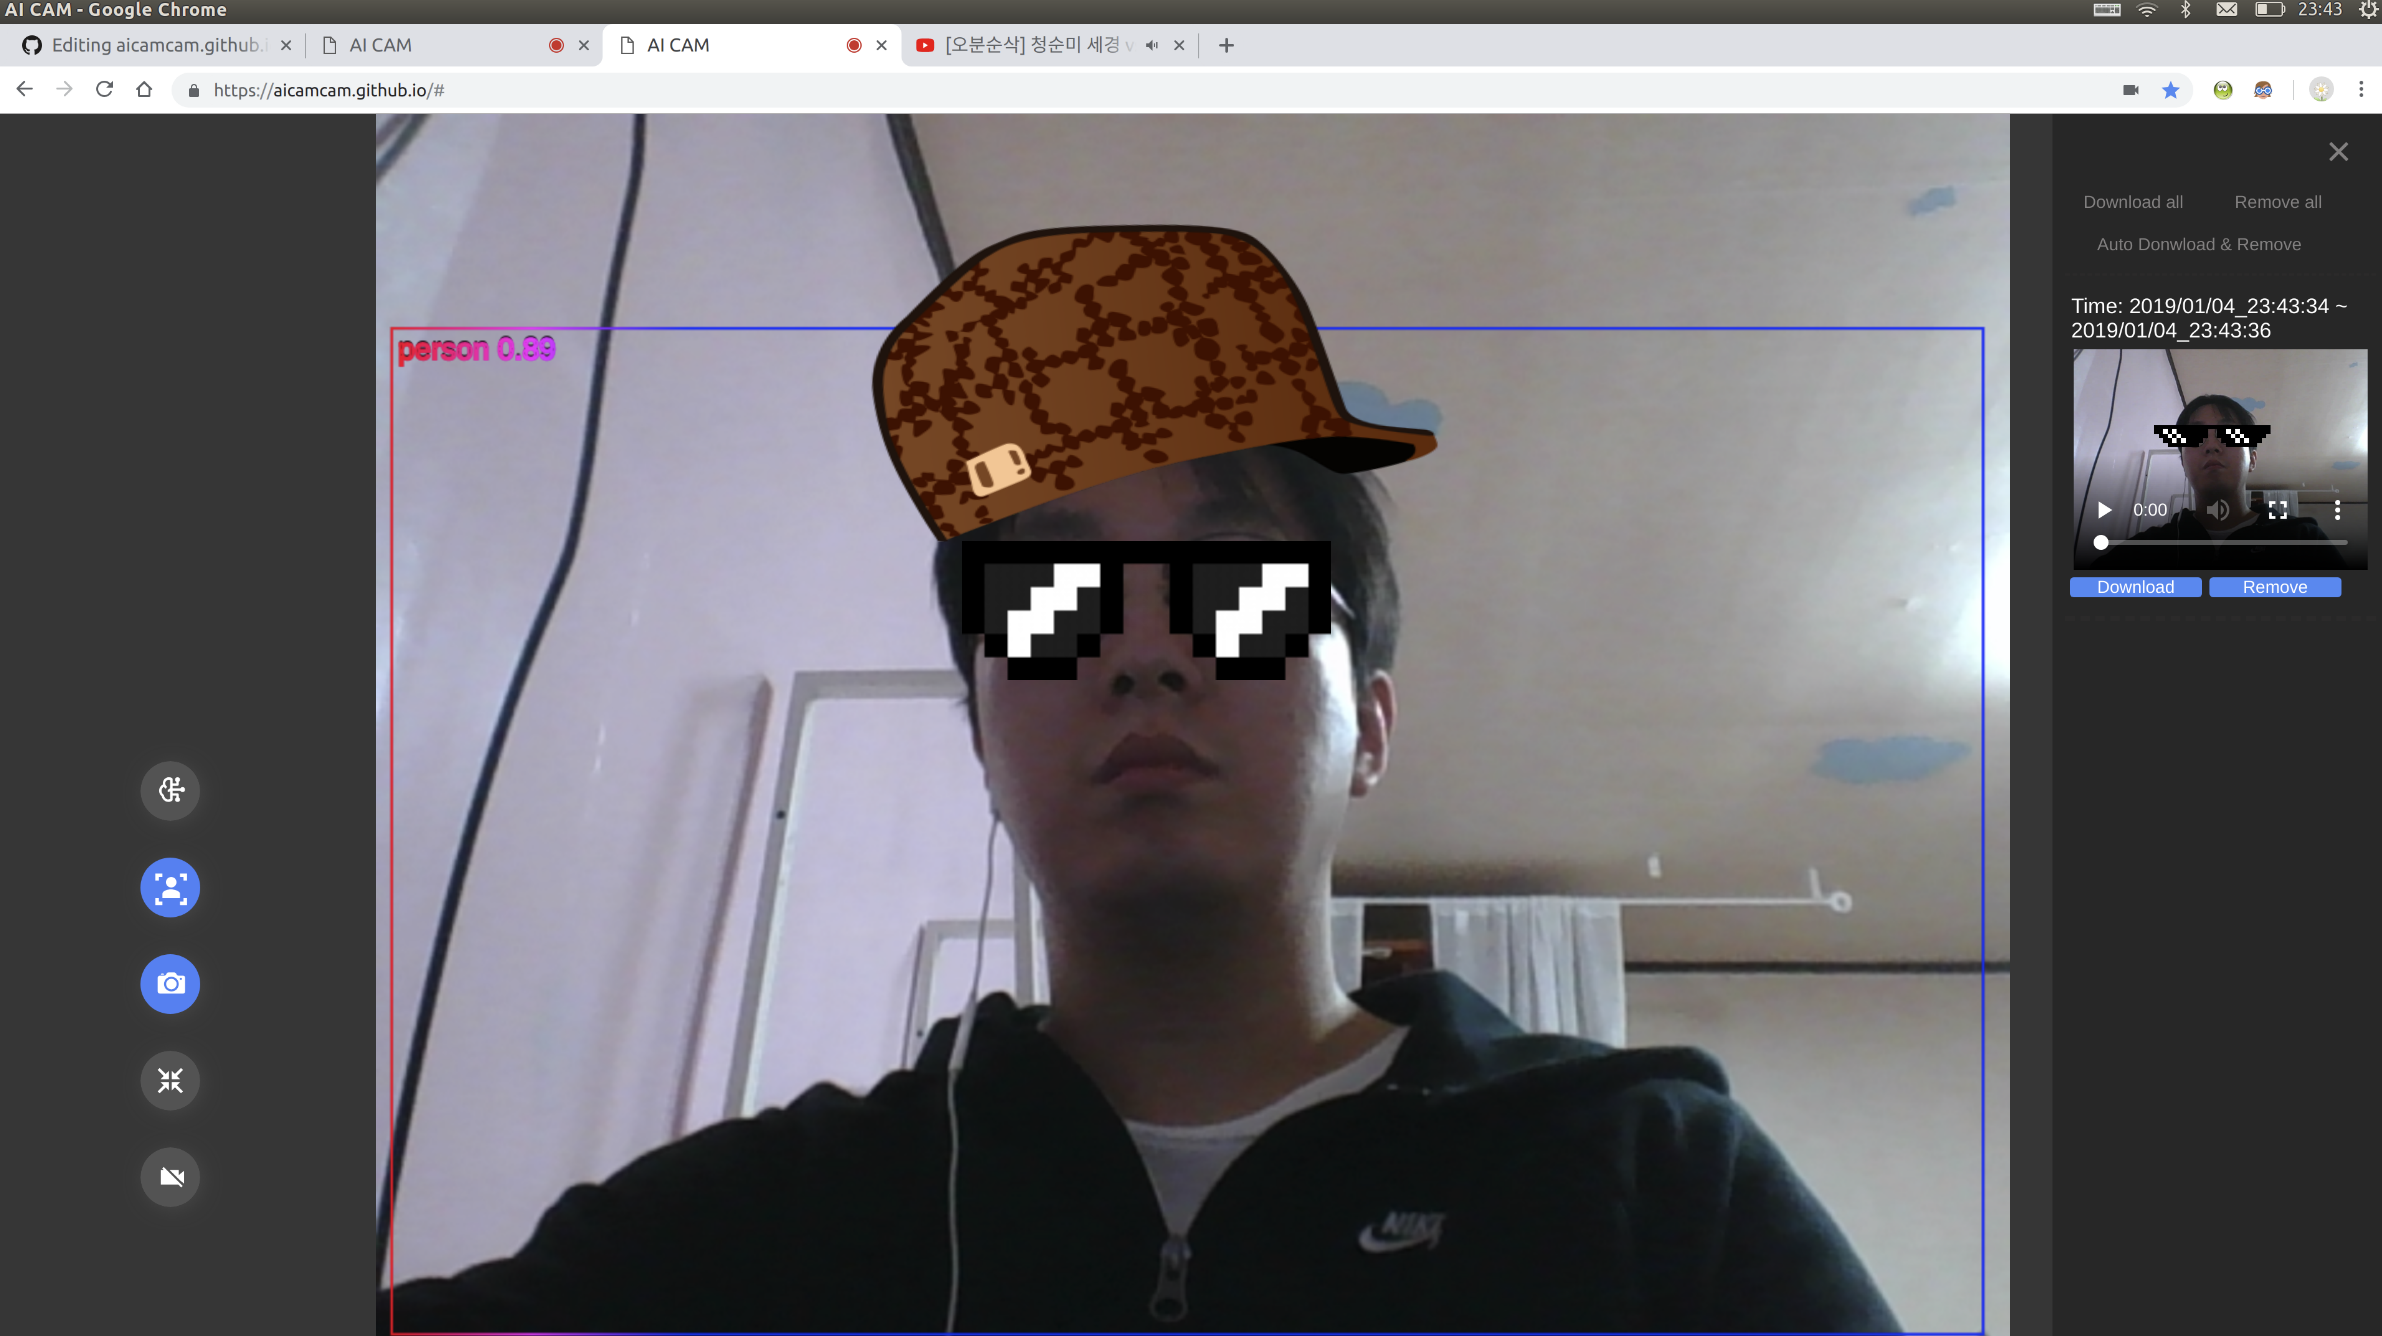 AI CAM - Google Chrome
23:43
Editing aicamcam.github.i
AI CAM
AI CAM
[오분순삭] 청순미 세경 v
https://aicamcam.github.io/#
Download all
Remove all
Auto Donwload & Remove
Time: 2019/01/04_23:43:34 ~
2019/01/04_23:43:36
person 0.89
0:00
Download
Remove
NIKE